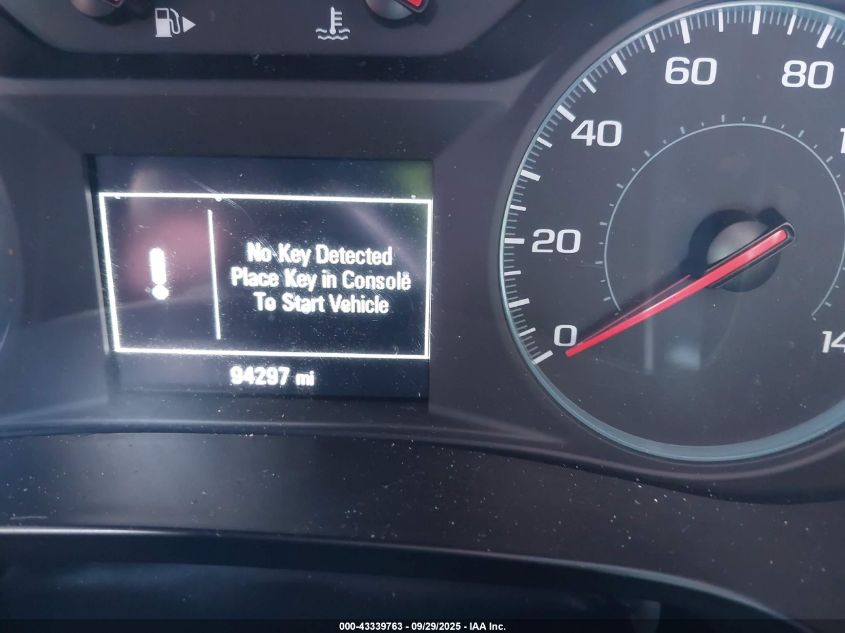 60
80
40
20
0
14
No Key Detected
Place Key in Console
To Start Vehicle
94297 mi
000-43339763 - 09/29/2025 - IAA Inc.